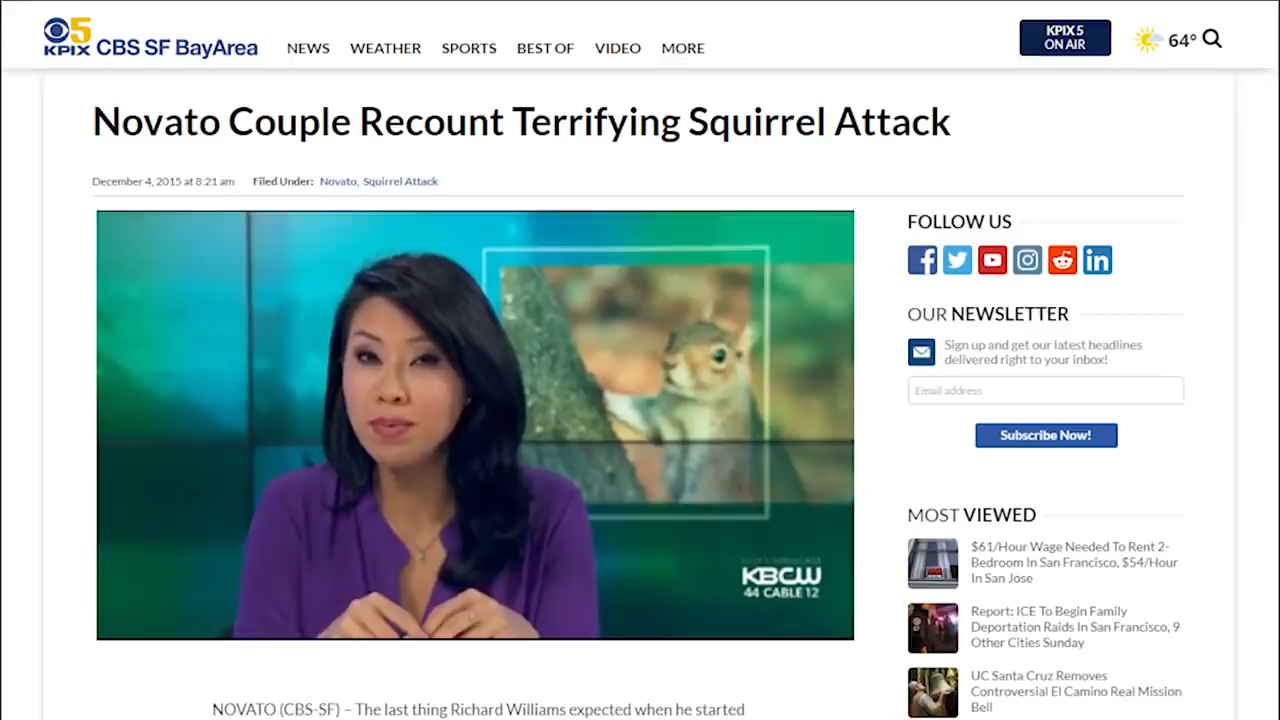 5
KPIX CBS SF BayArea
NEWS WEATHER SPORTS BEST OF VIDEO MORE
KPIX 5
ON AIR
64°
Novato Couple Recount Terrifying Squirrel Attack
December 4, 2015 at 8:21 am Filed Under: Novato, Squirrel Attack
KBCW
44 CABLE 12
FOLLOW US
OUR NEWSLETTER
Sign up and get our latest headlines
delivered right to your inbox!
Email address
Subscribe Now!
MOST VIEWED
$61/Hour Wage Needed To Rent 2-
Bedroom In San Francisco, $54/Hour
In San Jose
Report: ICE To Begin Family
Deportation Raids In San Francisco, 9
Other Cities Sunday
UC Santa Cruz Removes
Controversial El Camino Real Mission
Bell
NOVATO (CBS-SF) – The last thing Richard Williams expected when he started